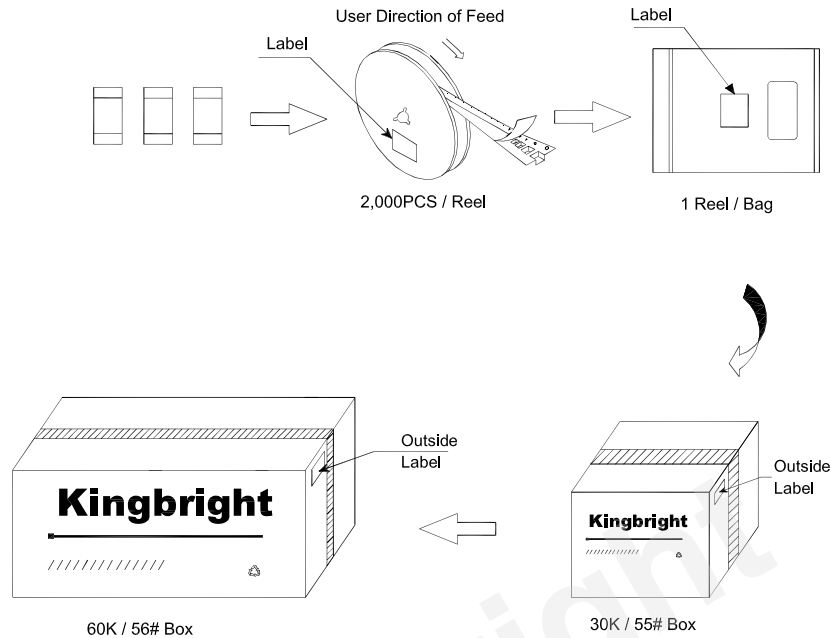 User Direction of Feed
Label
Label
2,000PCS / Reel
1 Reel / Bag
Outside
Label
Kingbright
60K / 56# Box
Outside
Label
Kingbright
30K / 55# Box